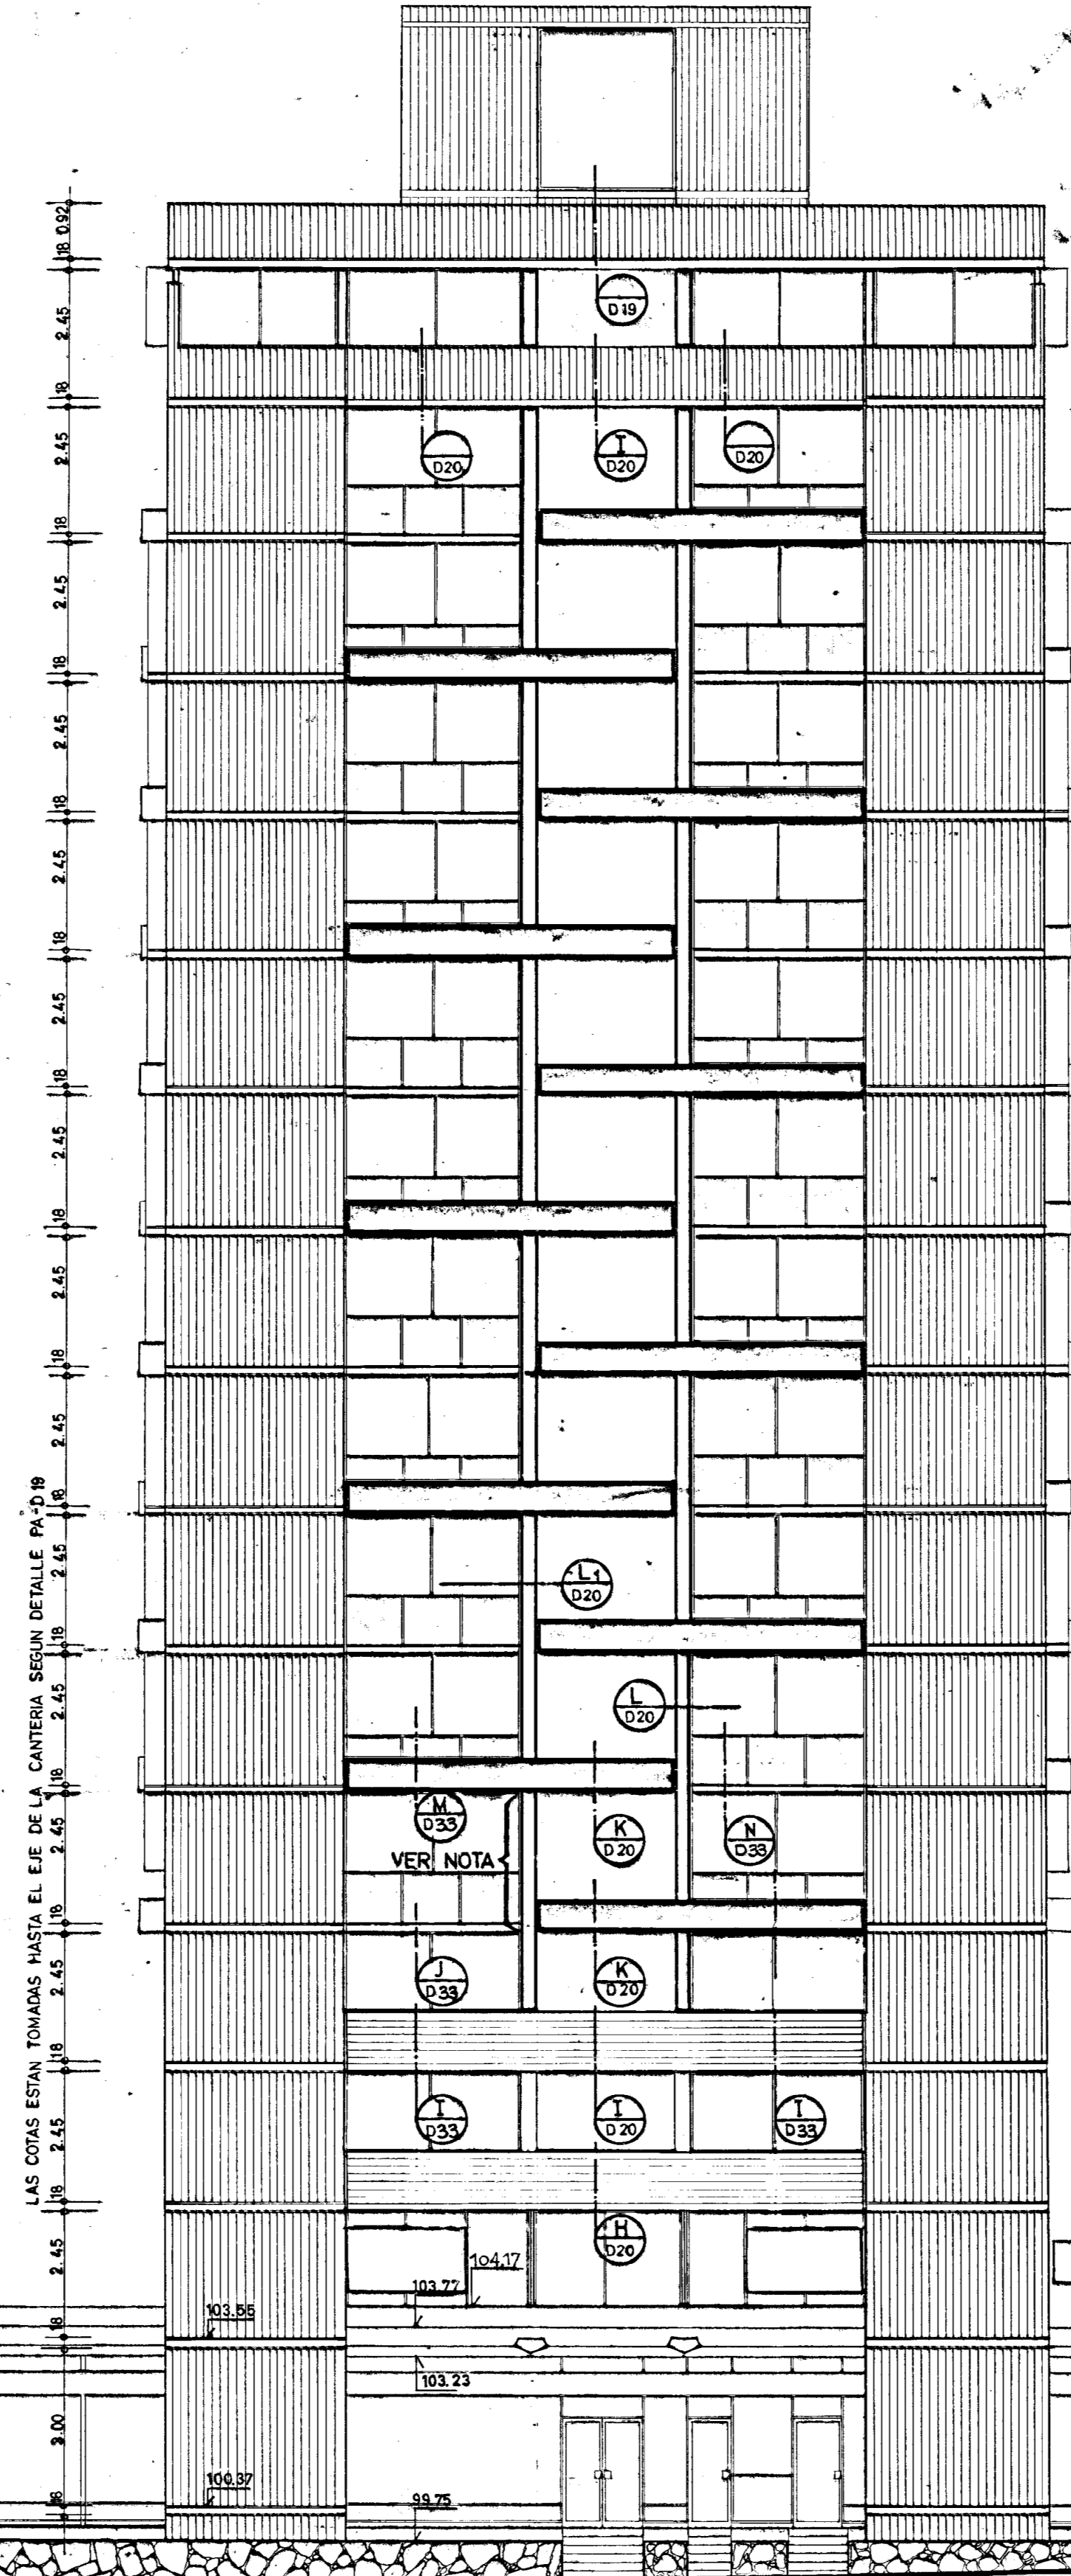 0.92
18
2.45
18
2.45
18
2.45
18
2.45
18
2.45
18
2.45
18
2.45
18
2.45
18
2.45
18
2.45
18
2.45
18
2.45
18
2.45
18
2.45
18
2.45
18
3.00
18
LAS COTAS ESTAN TOMADAS HASTA EL EJE DE LA CANTERIA SEGUN DETALLE PA-D19
D19
D20
I
D20
D20
L1
D20
L
D20
M
D33
VER NOTA
K
D20
N
D33
J
D33
K
D20
I
D33
I
D20
I
D33
H
D20
104.17
103.77
103.55
103.23
100.37
99.75